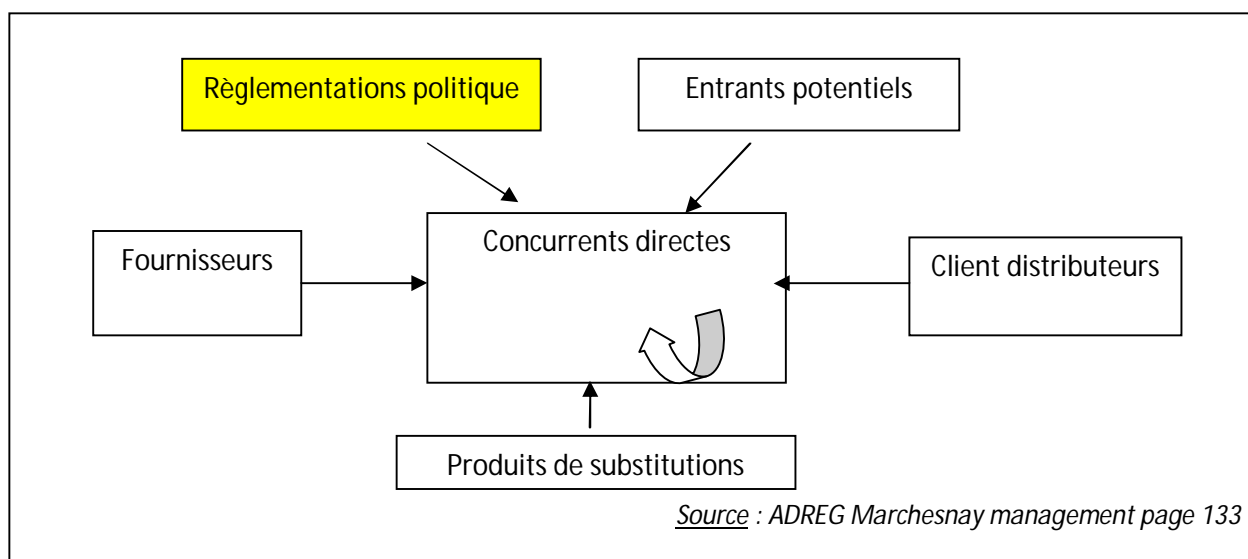 Règlementations politique
Entrants potentiels
Concurrents directes
Fournisseurs
Client distributeurs
Produits de substitutions
Source : ADREG Marchesnay management page 133